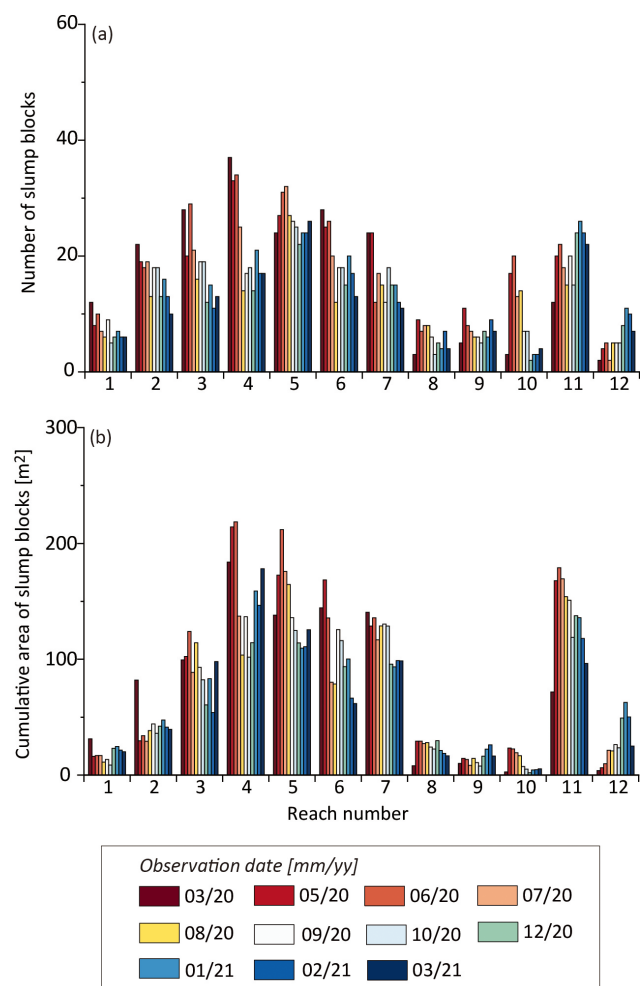 (a)
60
40
20
0
Number of slump blocks
1 2 3 4 5 6 7 8 9 10 11 12
(b)
300
200
100
0
Cumulative area of slump blocks [m²]
1 2 3 4 5 6 7 8 9 10 11 12
Reach number
Observation date [mm/yy]
03/20 05/20 06/20 07/20
08/20 09/20 10/20 12/20
01/21 02/21 03/21